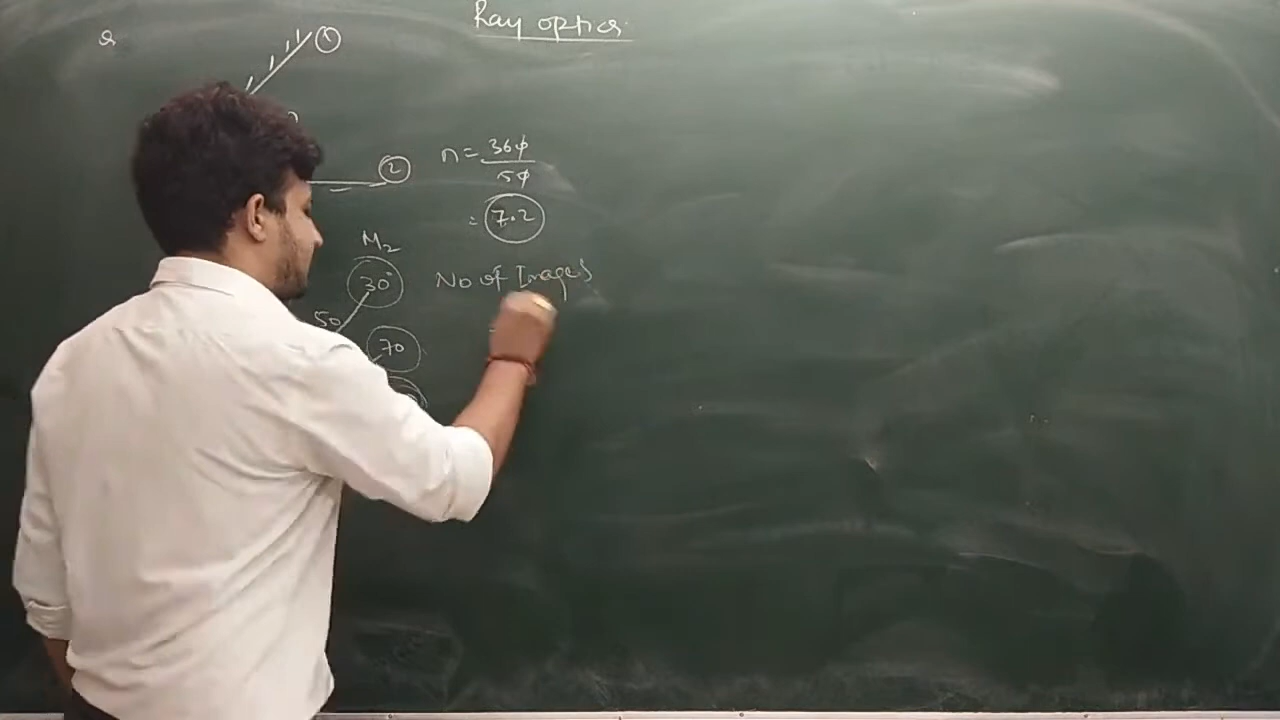 Ray optics
Q
1
2
n = 360/50
= 7.2
M2
30°
No of Images
50
70